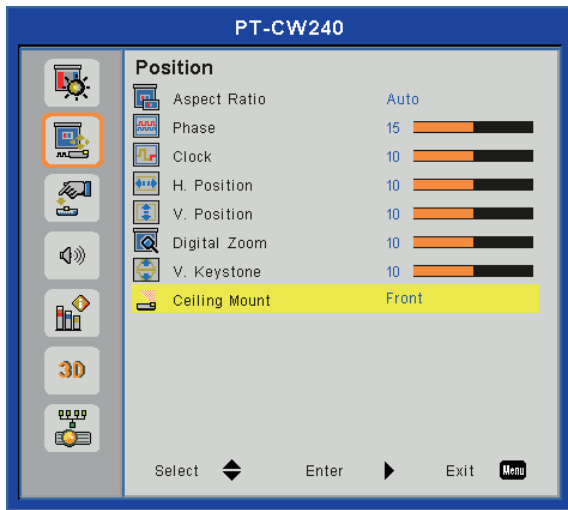 PT-CW240
Position
Aspect Ratio Auto
Phase 15
Clock 10
H. Position 10
V. Position 10
Digital Zoom 10
V. Keystone 10
Ceiling Mount Front
3D
Select Enter Exit Menu